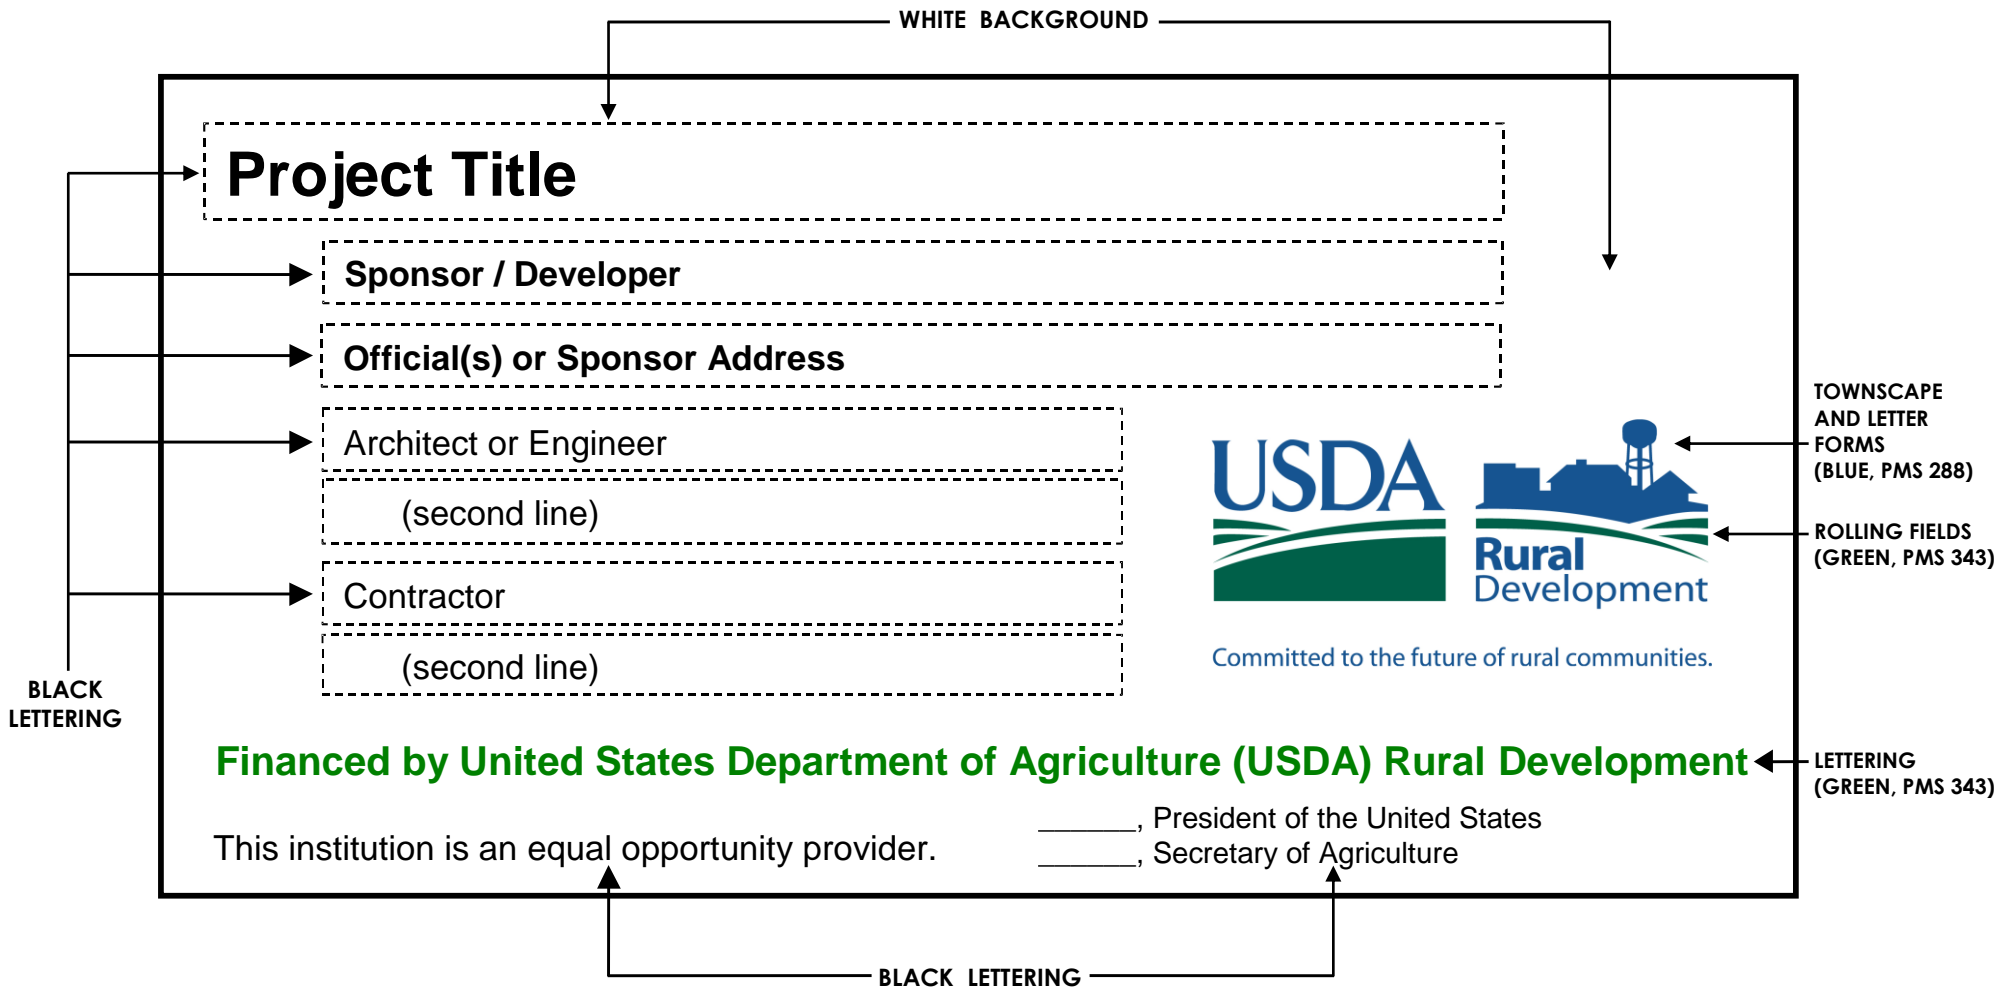 WHITE BACKGROUND
Project Title
Sponsor / Developer
Official(s) or Sponsor Address
Architect or Engineer
(second line)
Contractor
(second line)
BLACK
LETTERING
USDA
Rural
Development
Committed to the future of rural communities.
TOWNSCAPE
AND LETTER
FORMS
(BLUE, PMS 288)
ROLLING FIELDS
(GREEN, PMS 343)
Financed by United States Department of Agriculture (USDA) Rural Development
LETTERING
(GREEN, PMS 343)
This institution is an equal opportunity provider.
______, President of the United States
______, Secretary of Agriculture
BLACK LETTERING